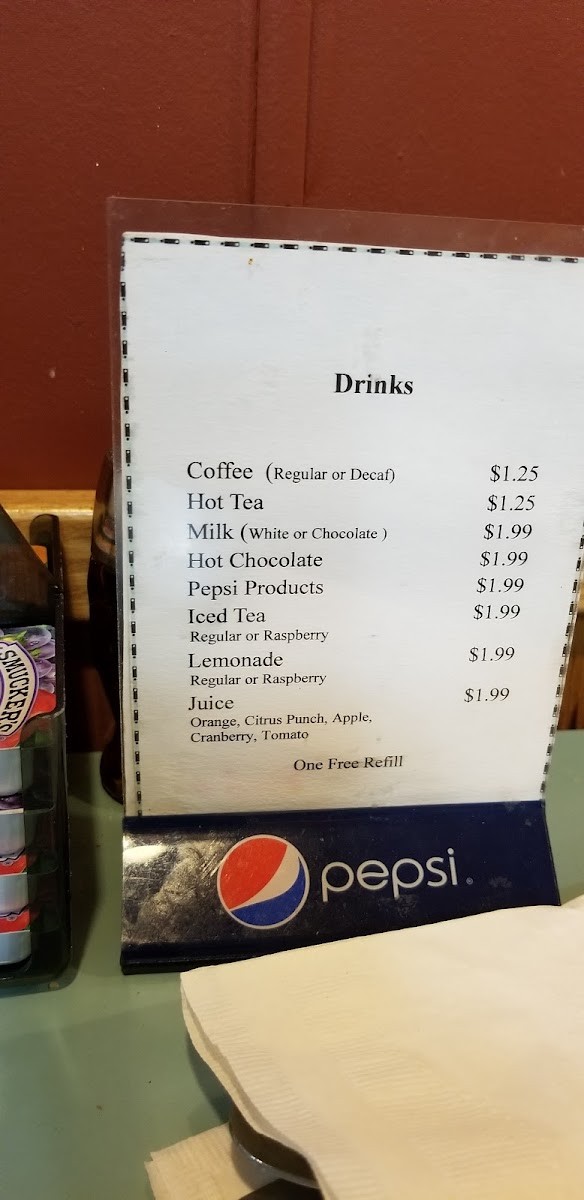 Drinks
Coffee (Regular or Decaf) $1.25
Hot Tea $1.25
Milk (White or Chocolate ) $1.99
Hot Chocolate $1.99
Pepsi Products $1.99
Iced Tea $1.99
Regular or Raspberry
Lemonade $1.99
Regular or Raspberry
Juice $1.99
Orange, Citrus Punch, Apple,
Cranberry, Tomato
One Free Refill
pepsi®
SMUCKER'S